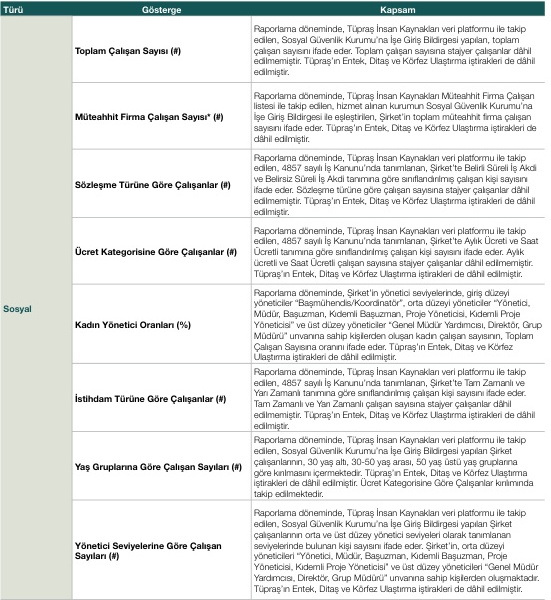 Türü Gösterge Kapsam
Sosyal
Toplam Çalışan Sayısı (#)
Raporlama döneminde, Tüpraş İnsan Kaynakları veri platformu ile takip
edilen, Sosyal Güvenlik Kurumu'na İşe Giriş Bildirgesi yapılan, toplam
çalışan sayısını ifade eder. Toplam çalışan sayısına stajyer çalışanlar dâhil
edilmemiştir. Tüpraş'ın Entek, Ditaş ve Körfez Ulaştırma iştirakleri de dâhil
edilmiştir.
Müteahhit Firma Çalışan Sayısı* (#)
Raporlama döneminde, Tüpraş İnsan Kaynakları Müteahhit Firma Çalışan
listesi ile takip edilen, hizmet alınan kurumun Sosyal Güvenlik Kurumu'na
İşe Giriş Bildirgesi ile eşleştirilen, Şirket'in toplam müteahhit firma çalışan
sayısını ifade eder. Tüpraş'ın Entek, Ditaş ve Körfez Ulaştırma iştirakleri de
dâhil edilmiştir.
Sözleşme Türüne Göre Çalışanlar (#)
Raporlama döneminde, Tüpraş İnsan Kaynakları veri platformu ile takip
edilen, 4857 sayılı İş Kanunu'nda tanımlanan, Şirket'te Belirli Süreli İş Akdi
ve Belirsiz Süreli İş Akdi tanımına göre sınıflandırılmış çalışan kişi sayısını
ifade eder. Sözleşme türüne göre çalışan sayısına stajyer çalışanlar dâhil
edilmemiştir. Tüpraş'ın Entek, Ditaş ve Körfez Ulaştırma iştirakleri de dâhil
edilmiştir.
Ücret Kategorisine Göre Çalışanlar (#)
Raporlama döneminde, Tüpraş İnsan Kaynakları veri platformu ile takip
edilen, 4857 sayılı İş Kanunu'nda tanımlanan, Şirket'te Aylık Ücreti ve Saat
Ücretli tanımına göre sınıflandırılmış çalışan kişi sayısını ifade eder. Aylık
ücretli ve Saat Ücretli çalışan sayısına stajyer çalışanlar dâhil edilmemiştir.
Tüpraş'ın Entek, Ditaş ve Körfez Ulaştırma iştirakleri de dâhil edilmiştir.
Kadın Yönetici Oranları (%)
Raporlama döneminde, Şirket'in yönetici seviyelerinde, giriş düzeyi
yöneticiler “Başmühendis/Koordinatör”, orta düzeyi yöneticiler “Yönetici,
Müdür, Başuzman, Kıdemli Başuzman, Proje Yöneticisi, Kıdemli Proje
Yöneticisi” ve üst düzey yöneticiler “Genel Müdür Yardımcısı, Direktör, Grup
Müdürü” unvanına sahip kişilerden oluşan kadın çalışan sayısının, Toplam
Çalışan Sayısına oranını ifade eder. Tüpraş'ın Entek, Ditaş ve Körfez
Ulaştırma iştirakleri de dâhil edilmiştir.
İstihdam Türüne Göre Çalışanlar (#)
Raporlama döneminde, Tüpraş İnsan Kaynakları veri platformu ile takip
edilen, 4857 sayılı İş Kanunu'nda tanımlanan, Şirket'te Tam Zamanlı ve
Yarı Zamanlı tanımına göre sınıflandırılmış çalışan kişi sayısını ifade eder.
Tam Zamanlı ve Yarı Zamanlı çalışan sayısına stajyer çalışanlar dâhil
edilmemiştir. Tüpraş'ın Entek, Ditaş ve Körfez Ulaştırma iştirakleri de dâhil
edilmiştir.
Yaş Gruplarına Göre Çalışan Sayıları (#)
Raporlama döneminde, Tüpraş İnsan Kaynakları veri platformu ile takip
edilen, Sosyal Güvenlik Kurumu'na İşe Giriş Bildirgesi yapılan Şirket
çalışanlarının, 30 yaş altı, 30-50 yaş arası, 50 yaş üstü yaş gruplarına
göre kırılmasını içermektedir. Tüpraş'ın Entek, Ditaş ve Körfez Ulaştırma
iştirakleri de dâhil edilmiştir. Ücret Kategorisine Göre Çalışanlar kırılımında
takip edilmektedir.
Yönetici Seviyelerine Göre Çalışan
Sayıları (#)
Raporlama döneminde, Tüpraş İnsan Kaynakları veri platformu ile takip
edilen, Sosyal Güvenlik Kurumu'na İşe Giriş Bildirgesi yapılan Şirket
çalışanlarının orta ve üst düzey yönetici seviyeleri olarak tanımlanan
seviyelerinde bulunan kişi sayısını ifade eder. Şirket'in, orta düzeyi
yöneticileri “Yönetici, Müdür, Başuzman, Kıdemli Başuzman, Proje
Yöneticisi, Kıdemli Proje Yöneticisi” ve üst düzey yöneticileri “Genel Müdür
Yardımcısı, Direktör, Grup Müdürü” unvanına sahip kişilerden oluşmaktadır.
Tüpraş'ın Entek, Ditaş ve Körfez Ulaştırma iştirakleri de dâhil edilmiştir.